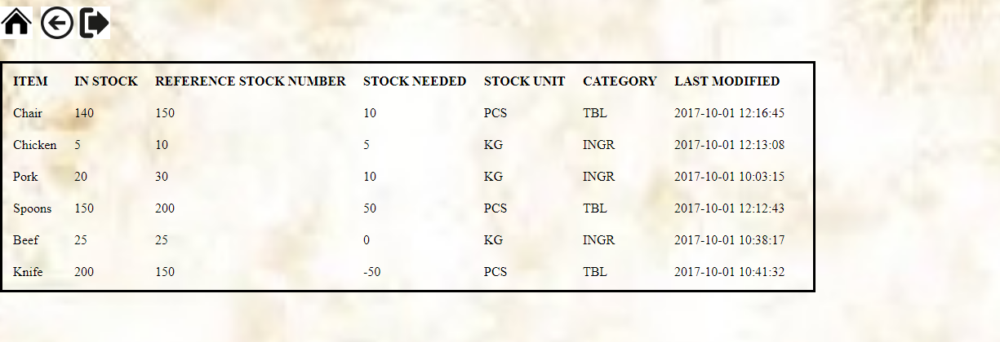 ITEM IN STOCK REFERENCE STOCK NUMBER STOCK NEEDED STOCK UNIT CATEGORY LAST MODIFIED
Chair 140 150 10 PCS TBL 2017-10-01 12:16:45
Chicken 5 10 5 KG INGR 2017-10-01 12:13:08
Pork 20 30 10 KG INGR 2017-10-01 10:03:15
Spoons 150 200 50 PCS TBL 2017-10-01 12:12:43
Beef 25 25 0 KG INGR 2017-10-01 10:38:17
Knife 200 150 -50 PCS TBL 2017-10-01 10:41:32